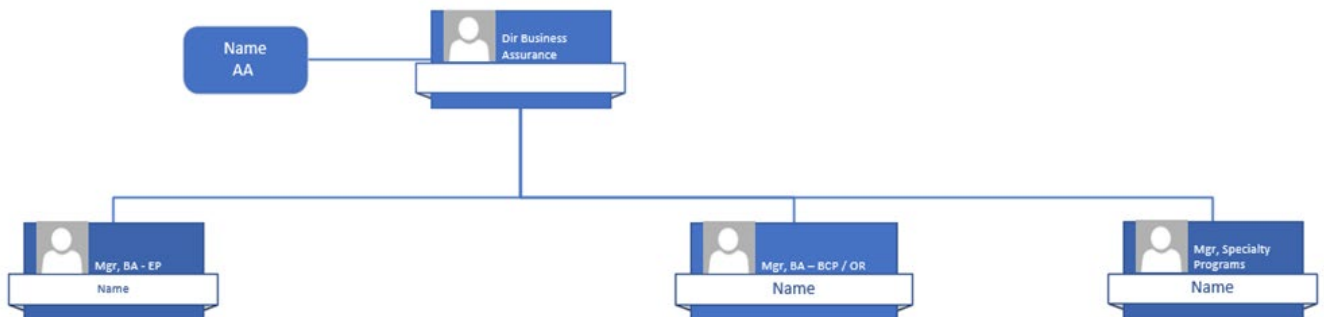 Name
AA
Dir Business
Assurance
Mgr, BA - EP
Name
Mgr, BA – BCP / OR
Name
Mgr, Specialty
Programs
Name